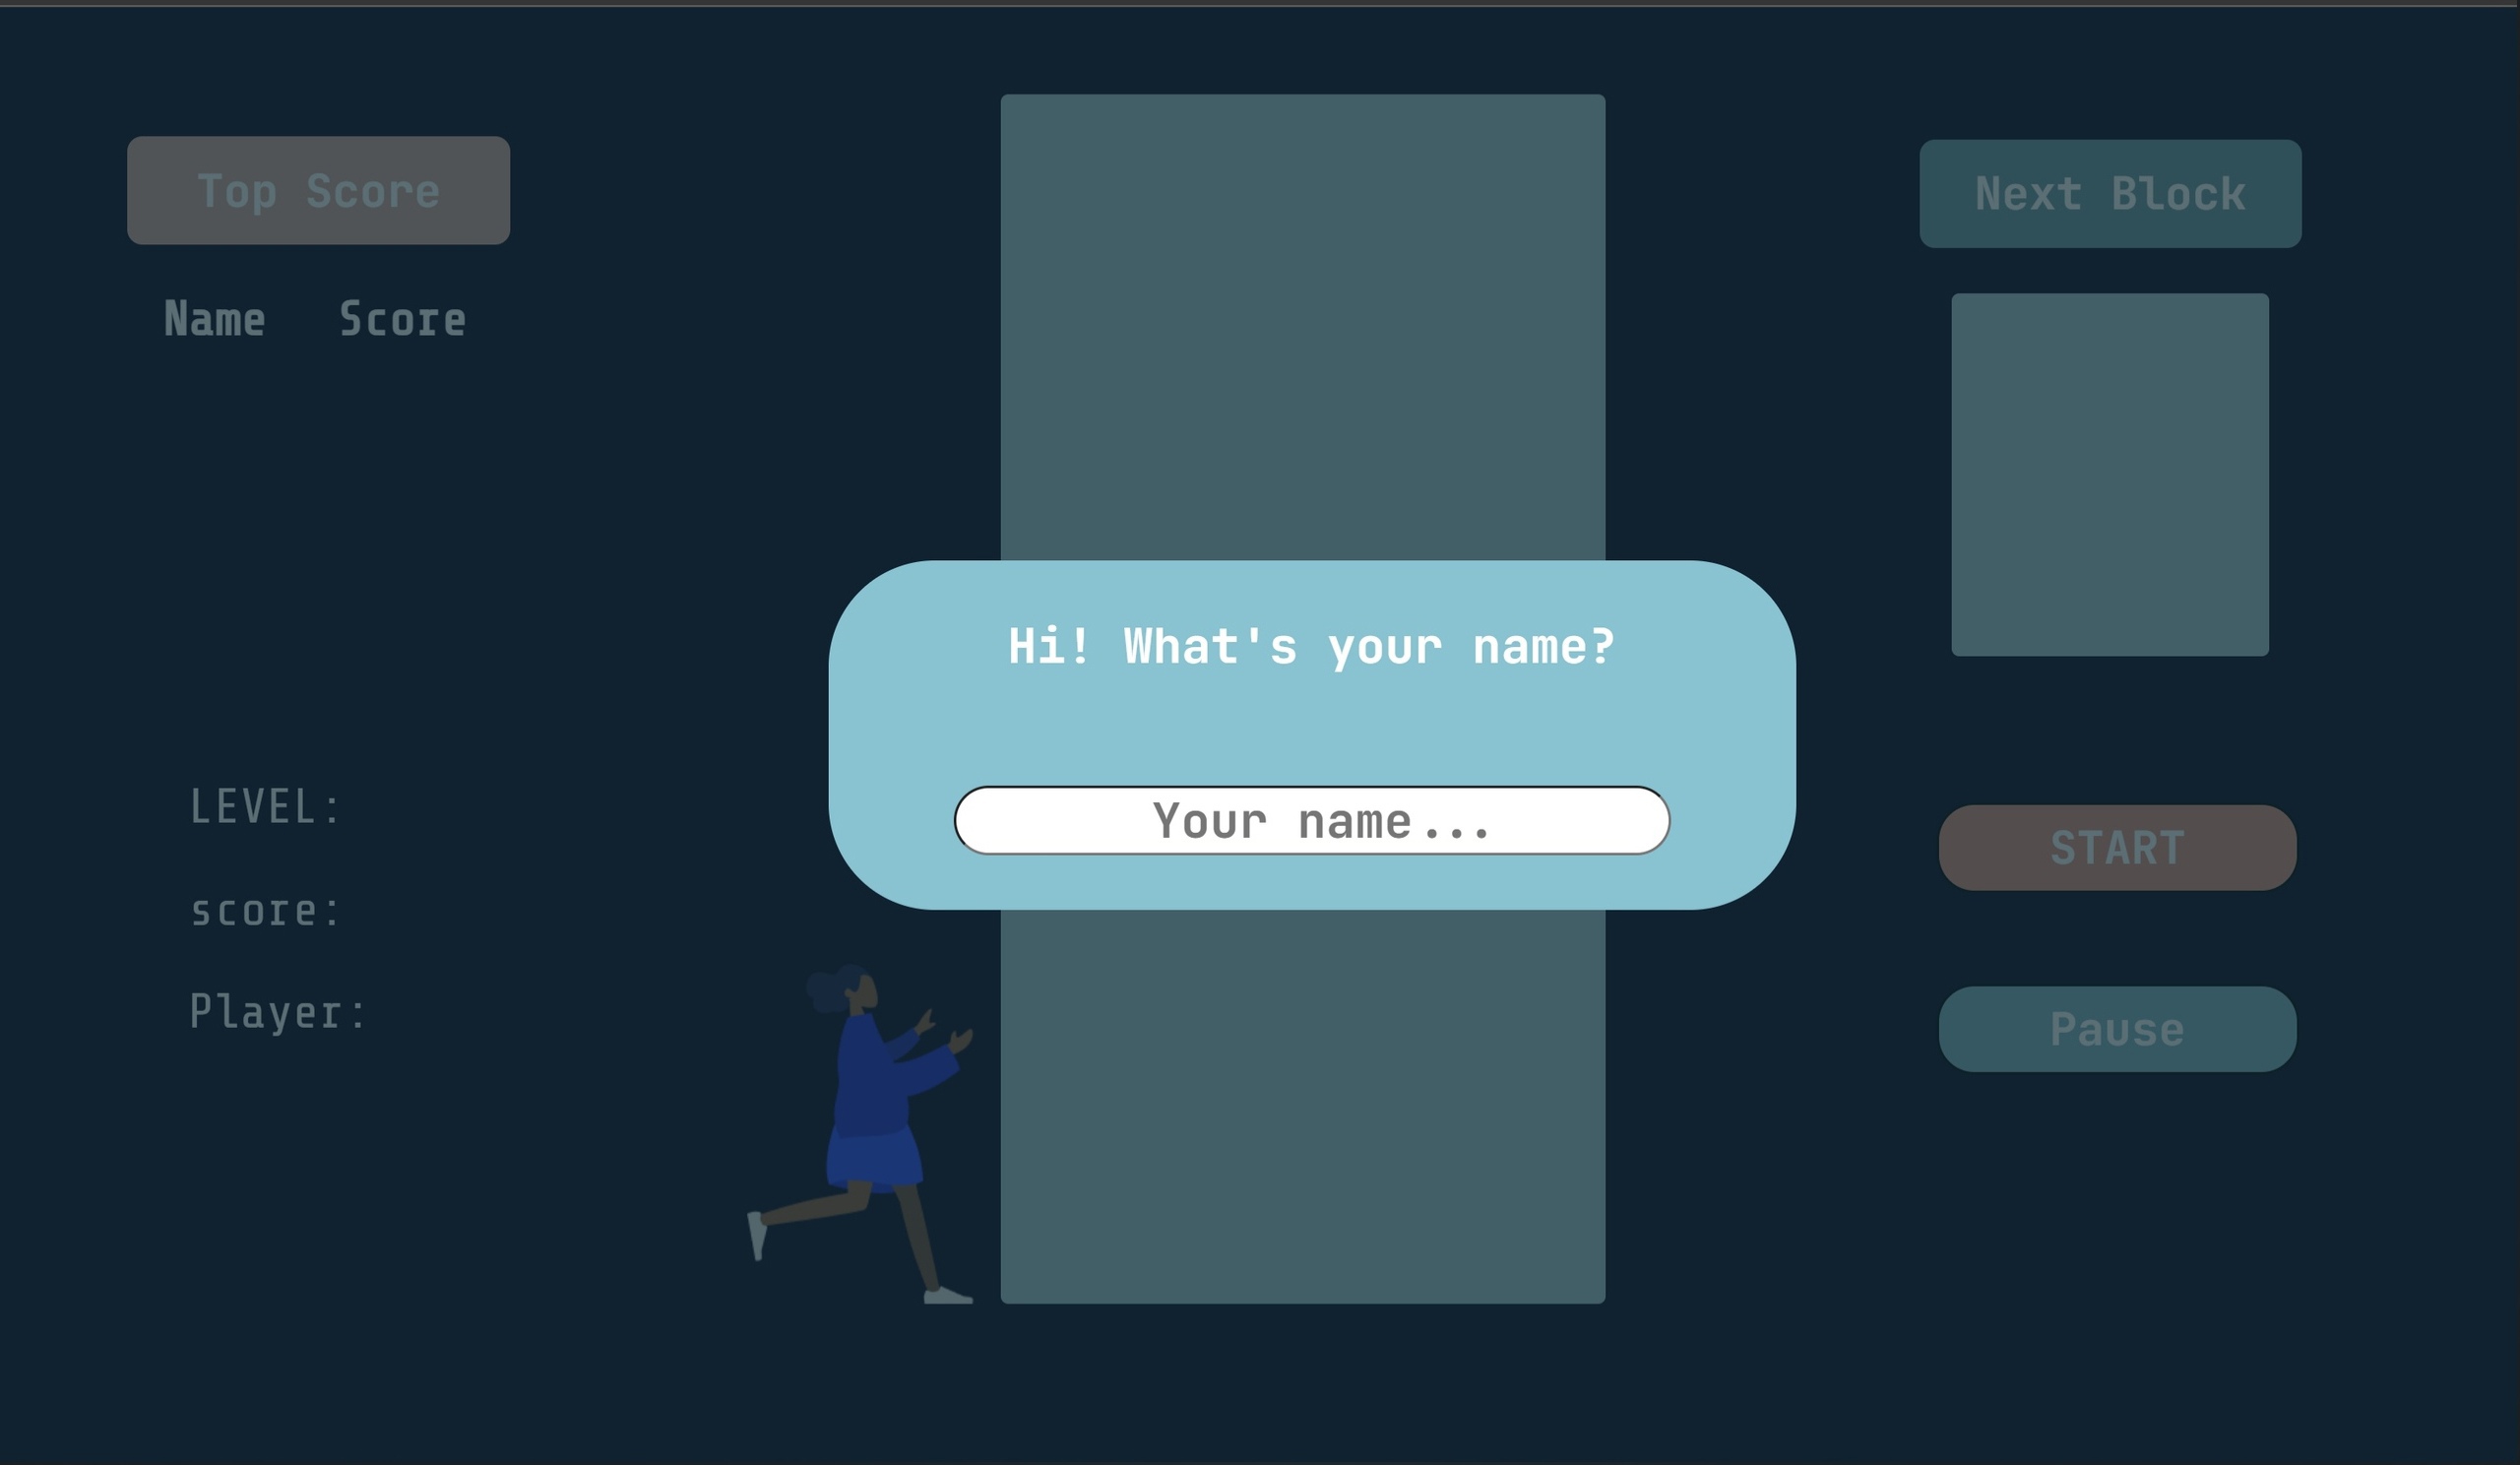 Top Score
Name Score
LEVEL:
score:
Player:
Hi! What's your name?
Your name...
Next Block
START
Pause